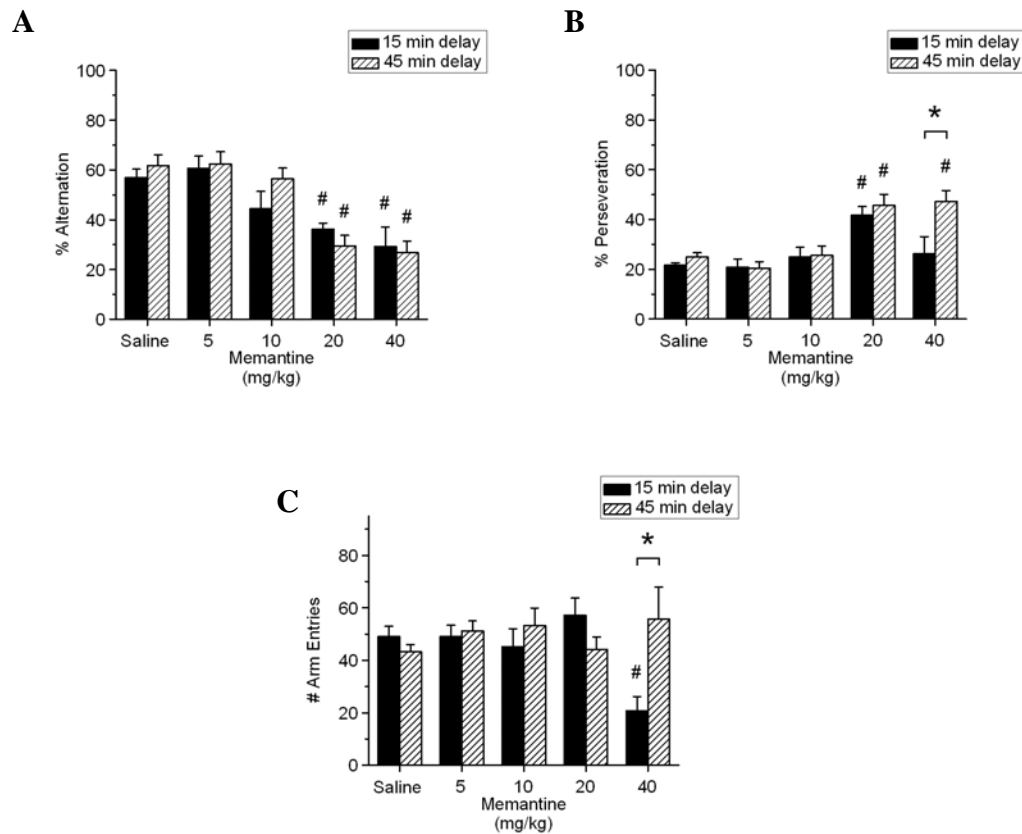 A
15 min delay
45 min delay
100
80
60
40
20
0
% Alternation
# # # #
Saline 5 10 20 40
Memantine
(mg/kg)
B
15 min delay
45 min delay
100
80
60
40
20
0
% Perseveration
*
# # #
Saline 5 10 20 40
Memantine
(mg/kg)
C
15 min delay
45 min delay
80
60
40
20
0
# Arm Entries
*
#
Saline 5 10 20 40
Memantine
(mg/kg)